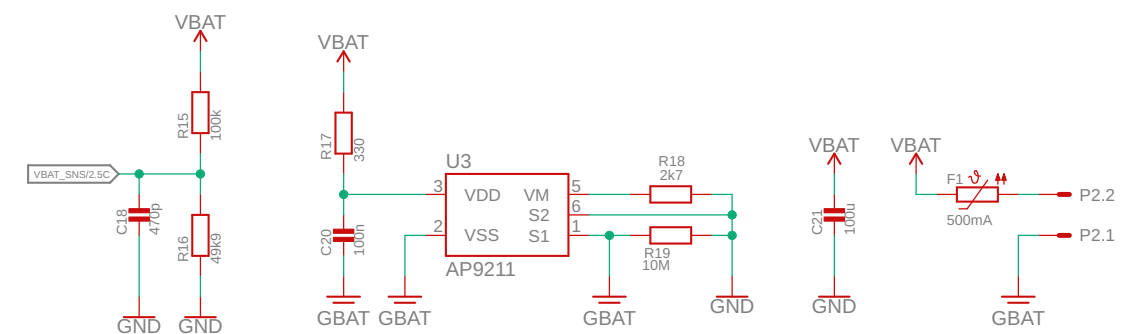 VBAT
R15
100k
VBAT_SNS/2.5C
C18
470p
R16
49k9
GND
GND
VBAT
R17
330
C20
100n
GBAT
GBAT
U3
3
VDD
2
VSS
VM
5
S2
6
S1
1
AP9211
R18
2k7
R19
10M
GBAT
GND
VBAT
C21
100u
GND
VBAT
F1
ϑ
500mA
P2.2
P2.1
GBAT